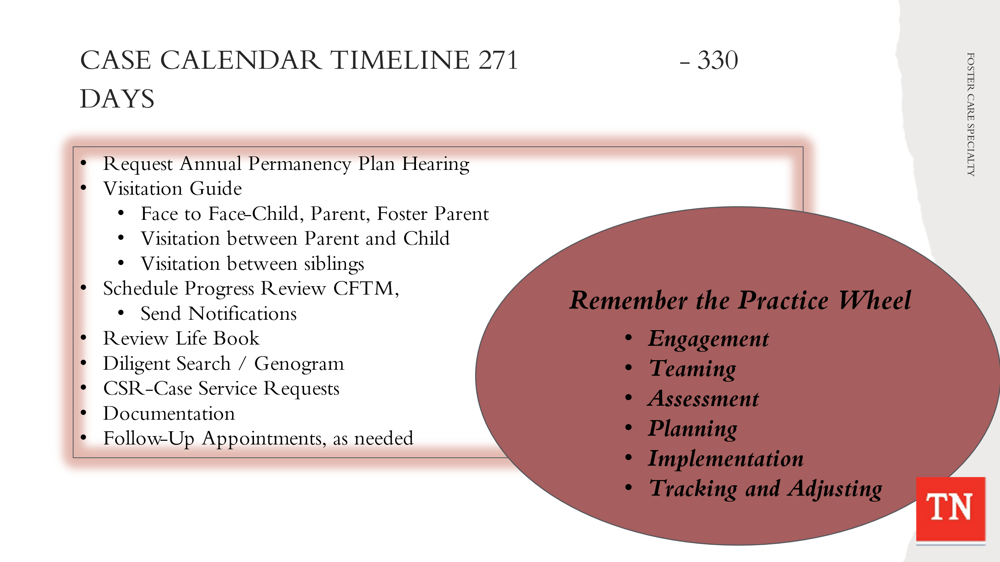 CASE CALENDAR TIMELINE 271 - 330
DAYS
FOSTER CARE SPECIALTY
• Request Annual Permanency Plan Hearing
• Visitation Guide
• Face to Face-Child, Parent, Foster Parent
• Visitation between Parent and Child
• Visitation between siblings
• Schedule Progress Review CFTM,
• Send Notifications
• Review Life Book
• Diligent Search / Genogram
• CSR-Case Service Requests
• Documentation
• Follow-Up Appointments, as needed
Remember the Practice Wheel
• Engagement
• Teaming
• Assessment
• Planning
• Implementation
• Tracking and Adjusting
TN